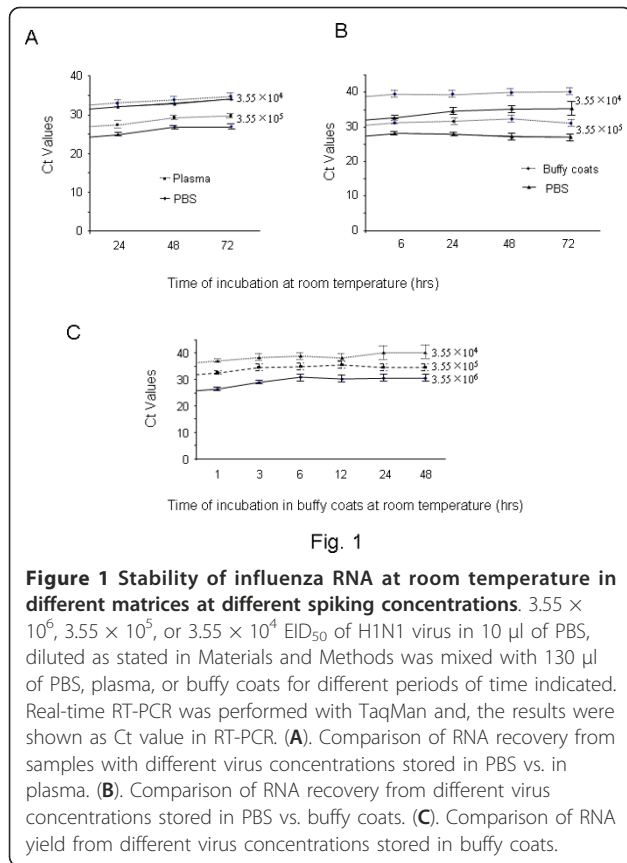 A
B
40
30
20
10
0
Ct Values
3.55 × 10⁴
3.55 × 10⁵
Plasma
PBS
24
48
72
50
40
30
20
10
0
Ct Values
3.55 × 10⁴
3.55 × 10⁵
Buffy coats
PBS
6
24
48
72
Time of incubation at room temperature (hrs)
Time of incubation at room temperature (hrs)
C
40
30
20
10
0
Ct Values
3.55 × 10⁴
3.55 × 10⁵
3.55 × 10⁶
1
3
6
12
24
48
Time of incubation in buffy coats at room temperature (hrs)
Fig. 1
Figure 1 Stability of influenza RNA at room temperature in
different matrices at different spiking concentrations. 3.55 ×
10⁶, 3.55 × 10⁵, or 3.55 × 10⁴ EID₅₀ of H1N1 virus in 10 μl of PBS,
diluted as stated in Materials and Methods was mixed with 130 μl
of PBS, plasma, or buffy coats for different periods of time indicated.
Real-time RT-PCR was performed with TaqMan and, the results were
shown as Ct value in RT-PCR. (A). Comparison of RNA recovery from
samples with different virus concentrations stored in PBS vs. in
plasma. (B). Comparison of RNA recovery from different virus
concentrations stored in PBS vs. buffy coats. (C). Comparison of RNA
yield from different virus concentrations stored in buffy coats.